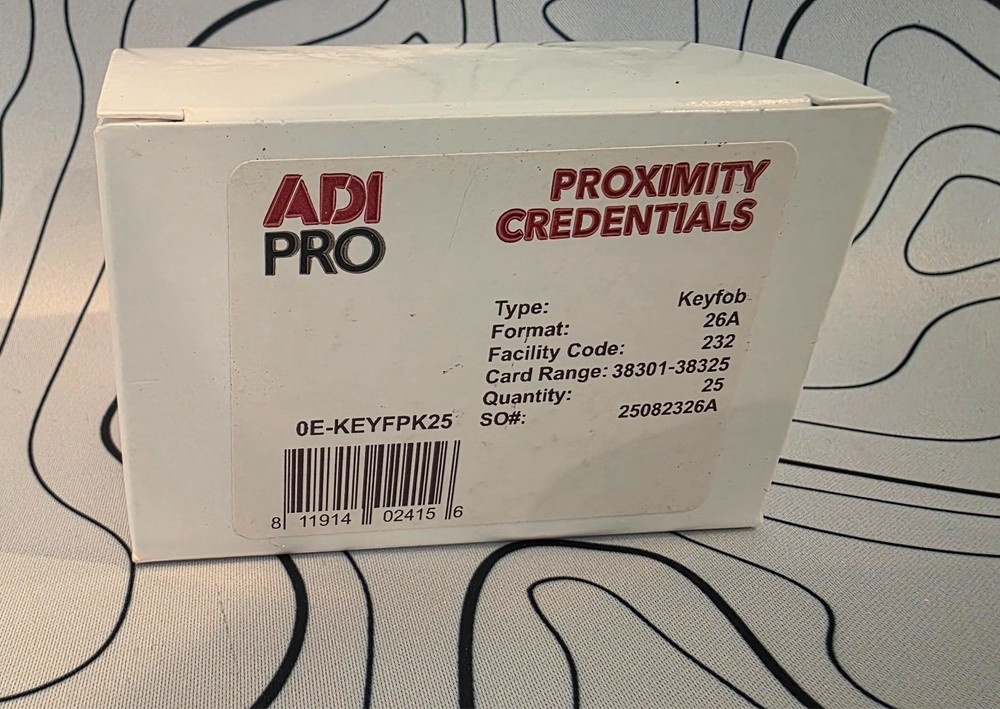 ADI
PRO
PROXIMITY
CREDENTIALS
Type: Keyfob
Format: 26A
Facility Code: 232
Card Range: 38301-38325
Quantity: 25
SO#: 25082326A
0E-KEYFPK25
8 11914 02415 6